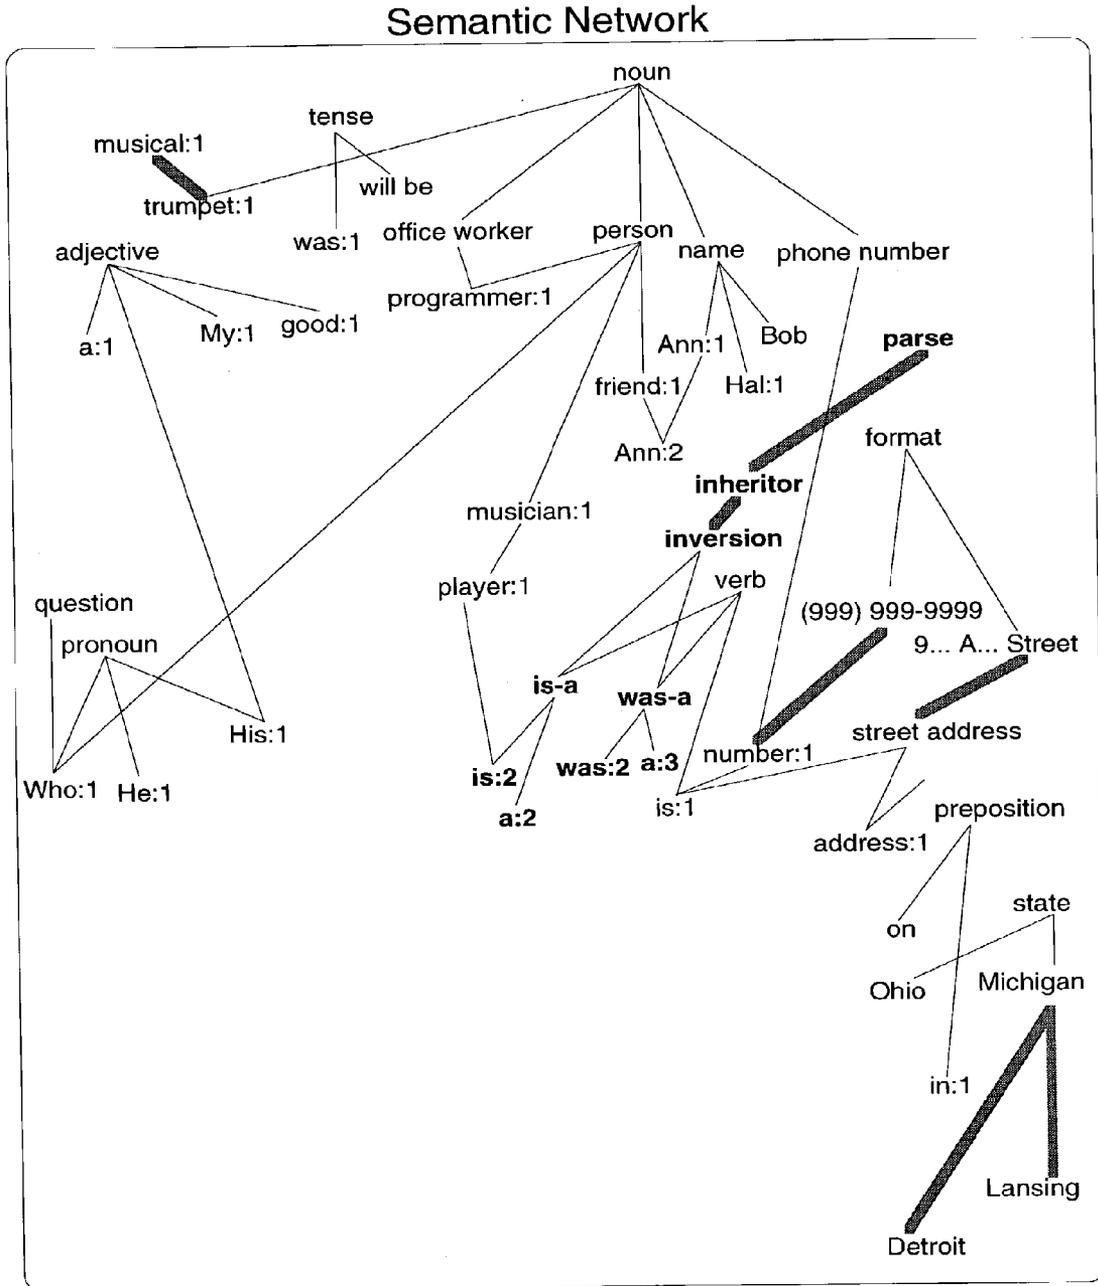 Semantic Network
noun
tense
musical:1
will be
trumpet:1
office worker
person
was:1
name
adjective
phone number
programmer:1
good:1
My:1
a:1
Ann:1
Bob
parse
friend:1
Hal:1
format
Ann:2
inheritor
musician:1
inversion
verb
player:1
question
(999) 999-9999
pronoun
9... A... Street
is-a
was-a
His:1
street address
number:1
was:2
a:3
is:2
Who:1
He:1
is:1
preposition
a:2
address:1
state
on
Michigan
Ohio
in:1
Lansing
Detroit